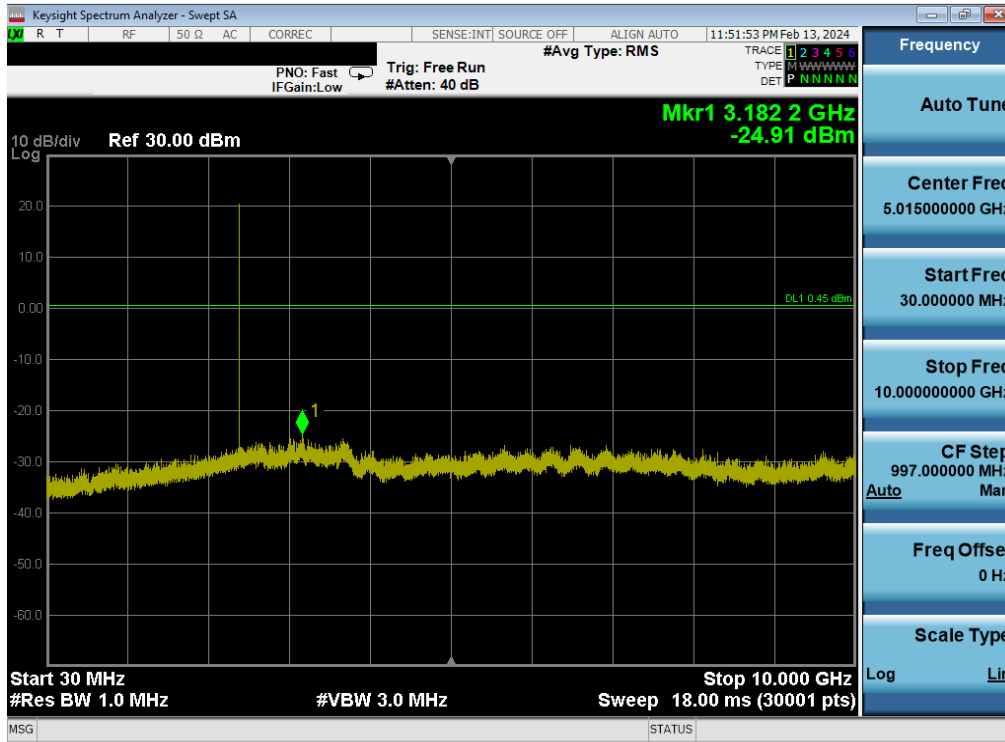 Keysight Spectrum Analyzer - Swept SA
LXI R T RF 50 Ω AC CORREC SENSE:INT SOURCE OFF ALIGN AUTO 11:51:53 PM Feb 13, 2024
#Avg Type: RMS
TRACE 1 2 3 4 5 6
PNO: Fast Trig: Free Run TYPE M WWWWW
IFGain:Low #Atten: 40 dB DET P N N N N N
Mkr1 3.182 2 GHz
-24.91 dBm
10 dB/div Ref 30.00 dBm
Log
20.0
10.0
DL1 0.45 dBm
0.00
-10.0
-20.0
1
-30.0
-40.0
-50.0
-60.0
Start 30 MHz Stop 10.000 GHz
#Res BW 1.0 MHz #VBW 3.0 MHz Sweep 18.00 ms (30001 pts)
MSG STATUS
Frequency
Auto Tune
Center Freq
5.015000000 GHz
Start Freq
30.000000 MHz
Stop Freq
10.000000000 GHz
CF Step
997.000000 MHz
Auto Man
Freq Offset
0 Hz
Scale Type
Log Lin